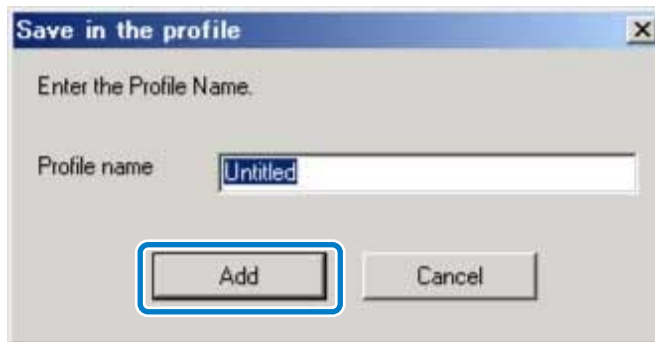 Save in the profile
Enter the Profile Name.
Profile name Untitled
Add Cancel